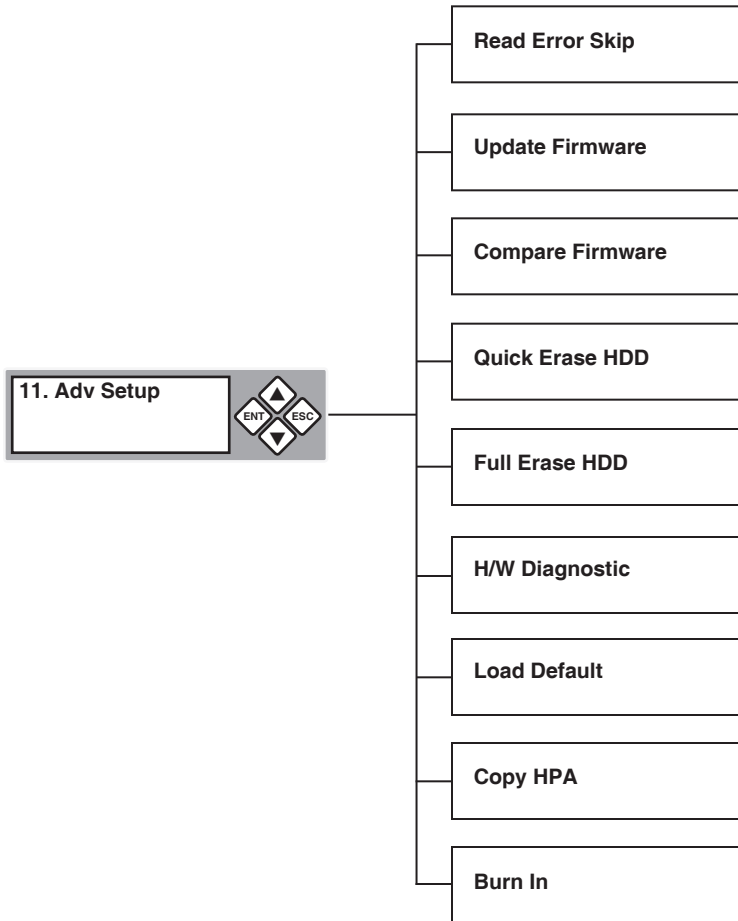 Read Error Skip
Update Firmware
Compare Firmware
Quick Erase HDD
11. Adv Setup
ENT
ESC
Full Erase HDD
H/W Diagnostic
Load Default
Copy HPA
Burn In